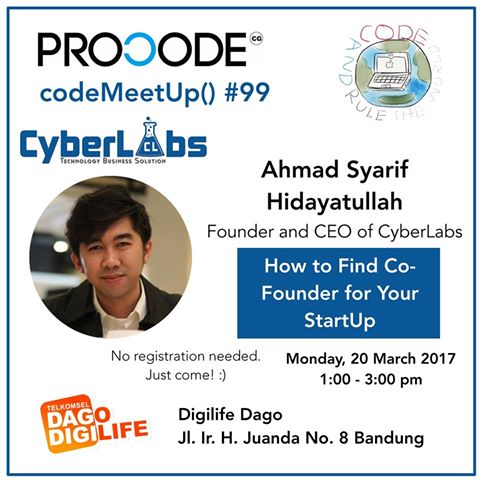 PROCODE CG
codeMeetUp() #99
CODE
AND RULE THE WORLD
CyberLabs
CL
TECHNOLOGY BUSINESS SOLUTION
Ahmad Syarif
Hidayatullah
Founder and CEO of CyberLabs
How to Find Co-
Founder for Your
StartUp
No registration needed.
Just come! :)
Monday, 20 March 2017
1:00 - 3:00 pm
TELKOMSEL
DAGO
DIGILIFE
Digilife Dago
Jl. Ir. H. Juanda No. 8 Bandung